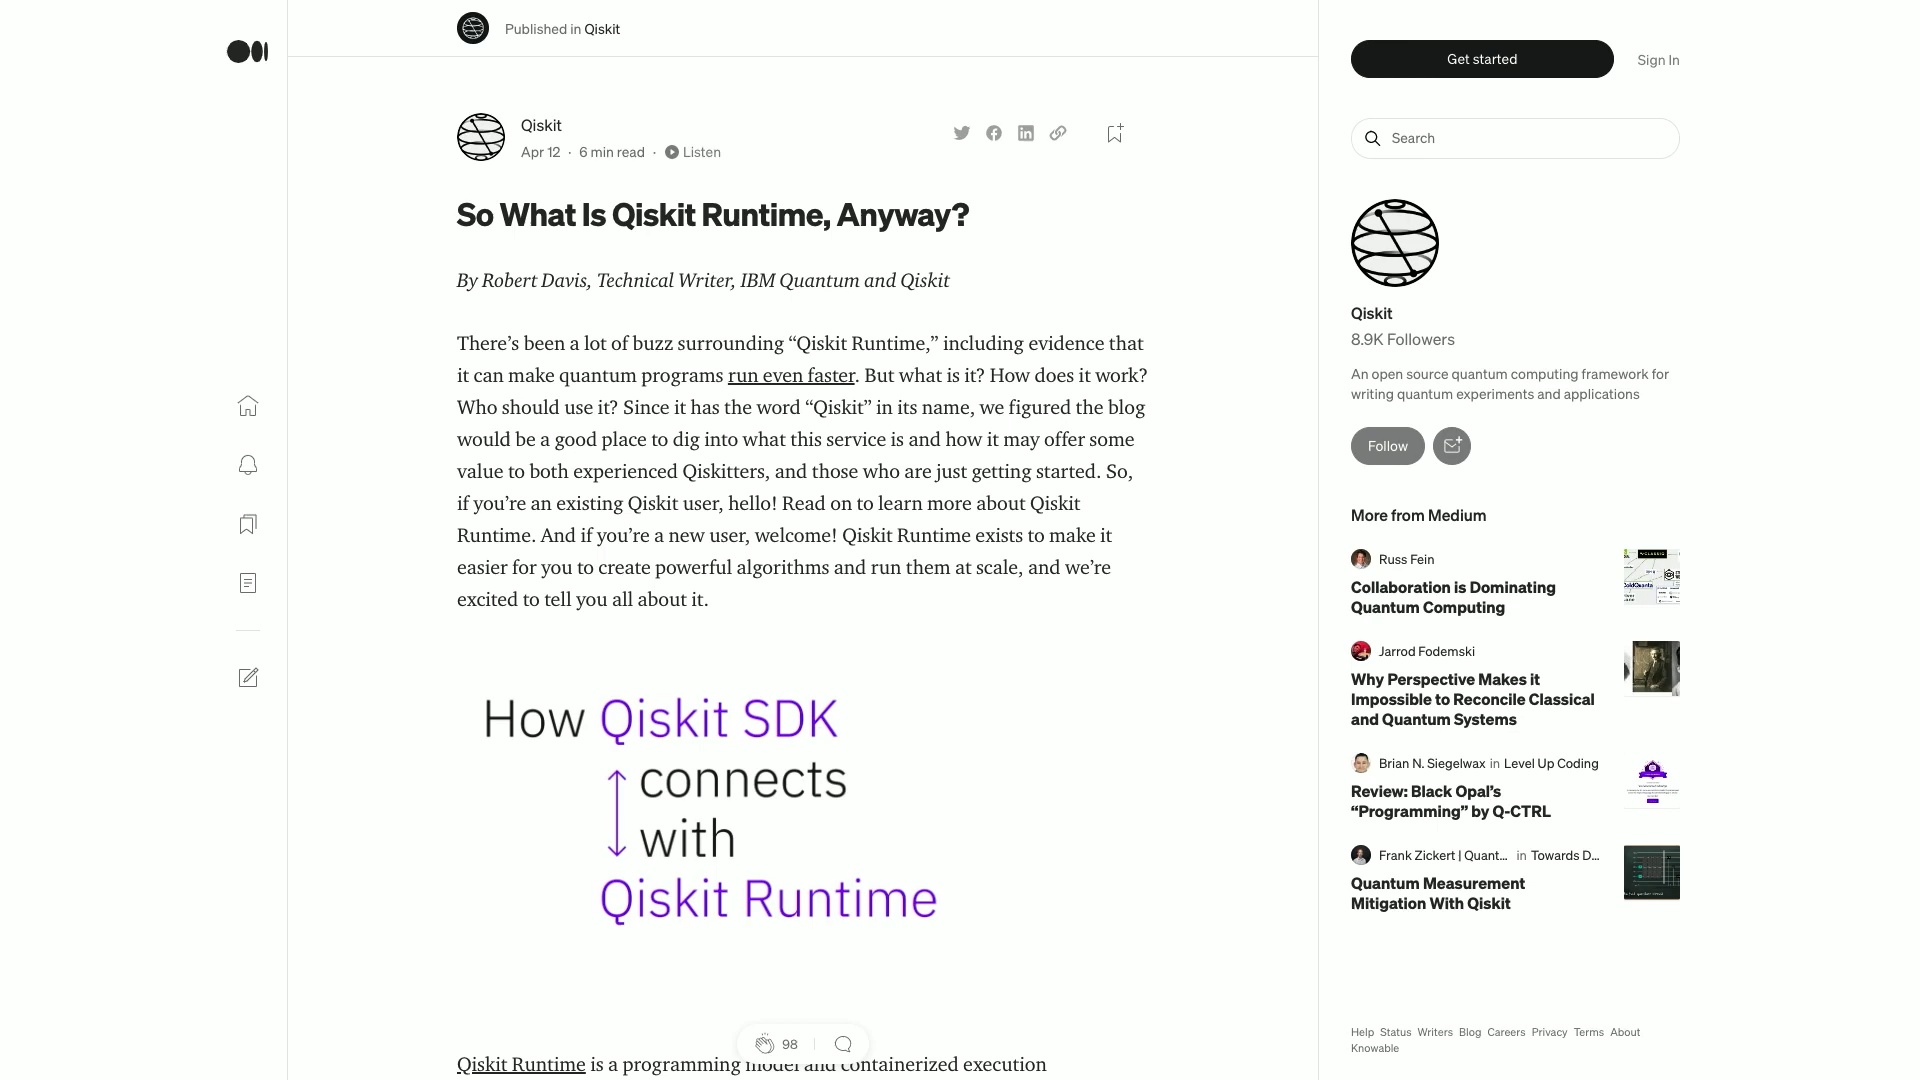 Published in Qiskit
Qiskit
Apr 12 · 6 min read · Listen
So What Is Qiskit Runtime, Anyway?
By Robert Davis, Technical Writer, IBM Quantum and Qiskit
There’s been a lot of buzz surrounding “Qiskit Runtime,” including evidence that
it can make quantum programs run even faster. But what is it? How does it work?
Who should use it? Since it has the word “Qiskit” in its name, we figured the blog
would be a good place to dig into what this service is and how it may offer some
value to both experienced Qiskitters, and those who are just getting started. So,
if you’re an existing Qiskit user, hello! Read on to learn more about Qiskit
Runtime. And if you’re a new user, welcome! Qiskit Runtime exists to make it
easier for you to create powerful algorithms and run them at scale, and we’re
excited to tell you all about it.
How Qiskit SDK
connects
with
Qiskit Runtime
98
Qiskit Runtime is a programming model and containerized execution
Get started
Sign In
Search
Qiskit
8.9K Followers
An open source quantum computing framework for
writing quantum experiments and applications
Follow
More from Medium
Russ Fein
Collaboration is Dominating
Quantum Computing
Jarrod Fodemski
Why Perspective Makes it
Impossible to Reconcile Classical
and Quantum Systems
Brian N. Siegelwax in Level Up Coding
Review: Black Opal’s
“Programming” by Q-CTRL
Frank Zickert | Quant... in Towards D...
Quantum Measurement
Mitigation With Qiskit
Help Status Writers Blog Careers Privacy Terms About
Knowable